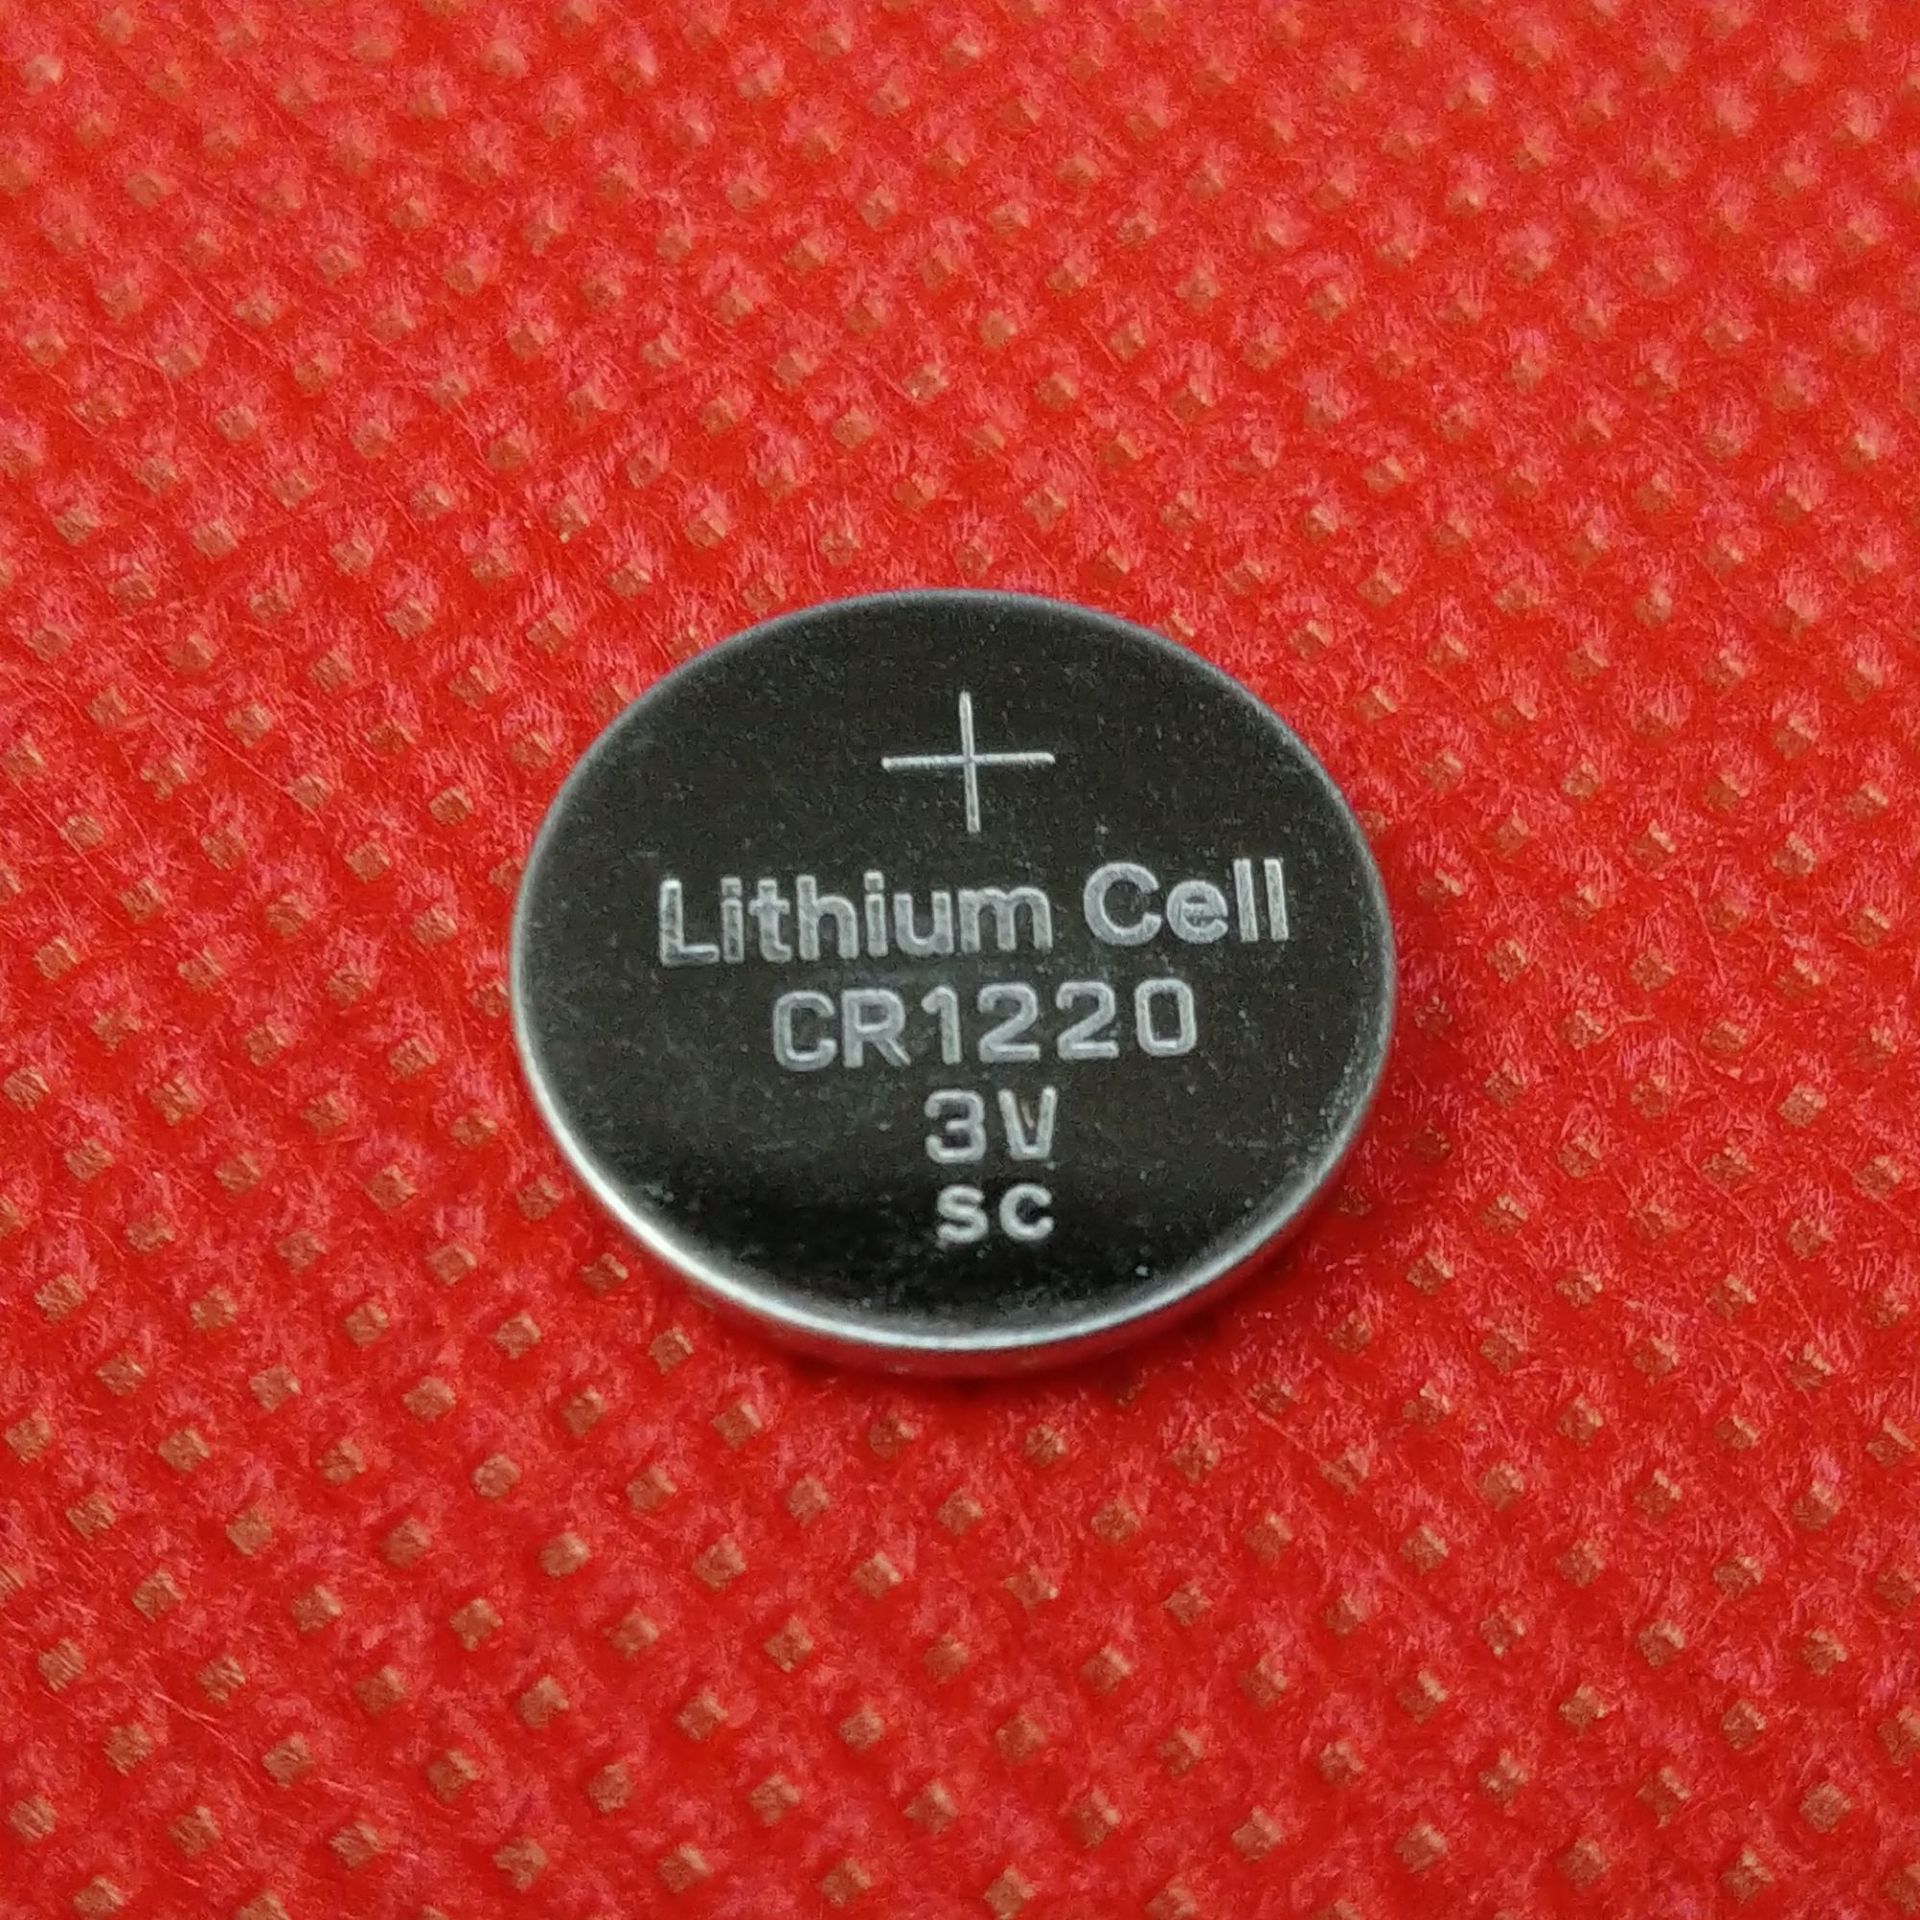 +
Lithium Cell
CR1220
3V
SC